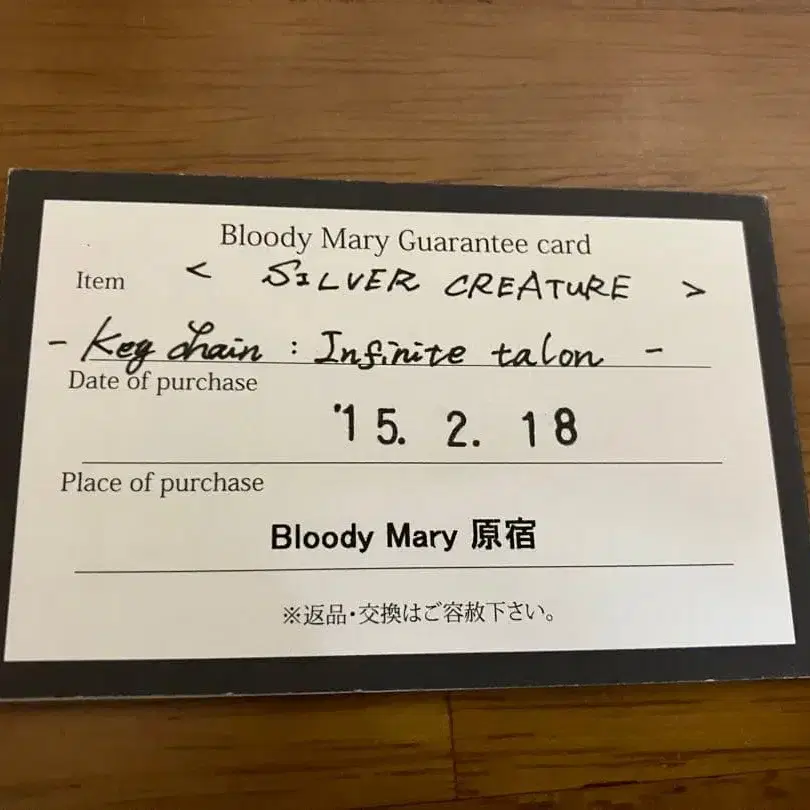 Bloody Mary Guarantee card
Item < SILVER CREATURE >
- Key chain : Infinite talon -
Date of purchase
'15. 2. 18
Place of purchase
Bloody Mary 原宿
※返品・交換はご容赦下さい。